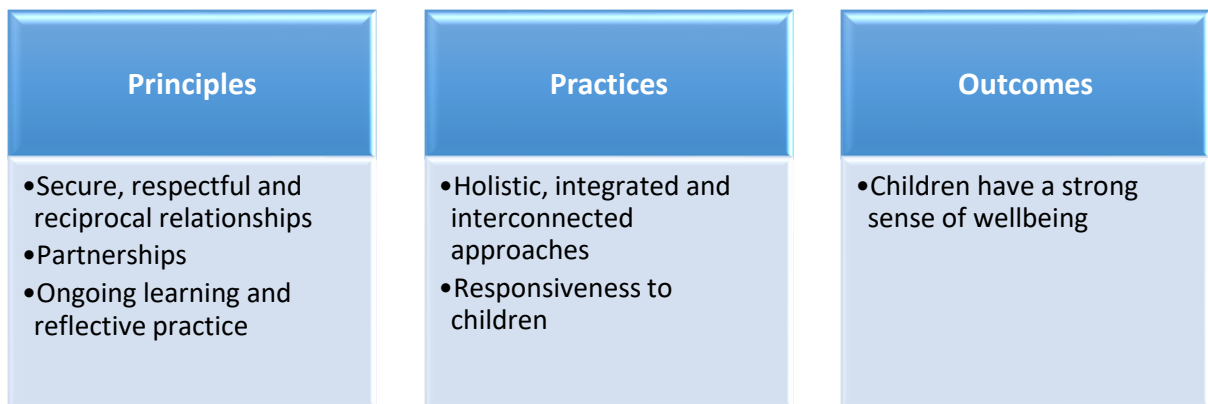 Principles
•Secure, respectful and
reciprocal relationships
•Partnerships
•Ongoing learning and
reflective practice
Practices
•Holistic, integrated and
interconnected
approaches
•Responsiveness to
children
Outcomes
•Children have a strong
sense of wellbeing